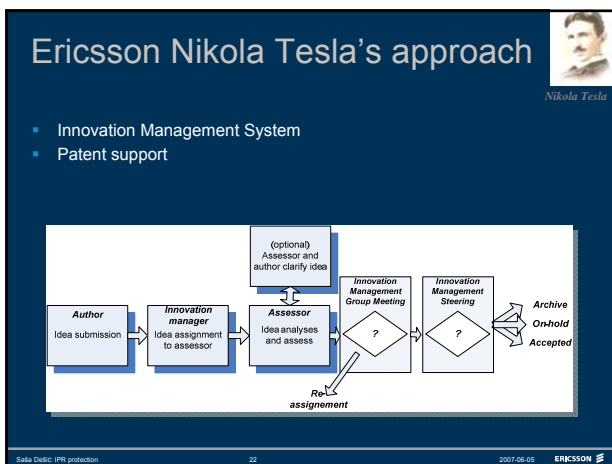 Ericsson Nikola Tesla's approach
Nikola Tesla
▪ Innovation Management System
▪ Patent support
(optional)
Assessor and
author clarify idea
Author
Idea submission
Innovation
manager
Idea assignment
to assessor
Assessor
Idea analyses
and assess
Innovation
Management
Group Meeting
?
Innovation
Management
Steering
?
Archive
On-hold
Accepted
Re-
assignement
Saša Dešić: IPR protection
22
2007-06-05
ERICSSON